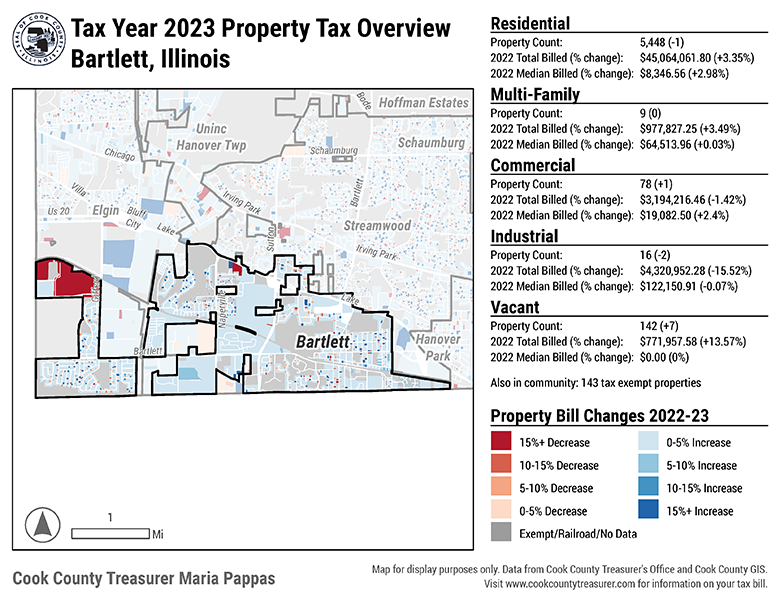 Tax Year 2023 Property Tax Overview
Bartlett, Illinois
Hoffman Estates
Bode
Uninc
Hanover Twp
Schaumburg
Schaumburg
Chicago
Villa
Irving Park
Bartlett
Us 20
Elgin
Bluff
City
Lake
Sutton
Streamwood
Irving Park
Naperville
Lake
Bartlett
Bartlett
Hanover
Park
1
Mi
Residential
Property Count: 5,448 (-1)
2022 Total Billed (% change): $45,064,061.80 (+3.35%)
2022 Median Billed (% change): $8,346.56 (+2.98%)
Multi-Family
Property Count: 9 (0)
2022 Total Billed (% change): $977,827.25 (+3.49%)
2022 Median Billed (% change): $64,513.96 (+0.03%)
Commercial
Property Count: 78 (+1)
2022 Total Billed (% change): $3,194,216.46 (-1.42%)
2022 Median Billed (% change): $19,082.50 (+2.4%)
Industrial
Property Count: 16 (-2)
2022 Total Billed (% change): $4,320,952.28 (-15.52%)
2022 Median Billed (% change): $122,150.91 (-0.07%)
Vacant
Property Count: 142 (+7)
2022 Total Billed (% change): $771,957.58 (+13.57%)
2022 Median Billed (% change): $0.00 (0%)
Also in community: 143 tax exempt properties
Property Bill Changes 2022-23
15%+ Decrease
0-5% Increase
10-15% Decrease
5-10% Increase
5-10% Decrease
10-15% Increase
0-5% Decrease
15%+ Increase
Exempt/Railroad/No Data
Cook County Treasurer Maria Pappas
Map for display purposes only. Data from Cook County Treasurer's Office and Cook County GIS.
Visit www.cookcountytreasurer.com for information on your tax bill.